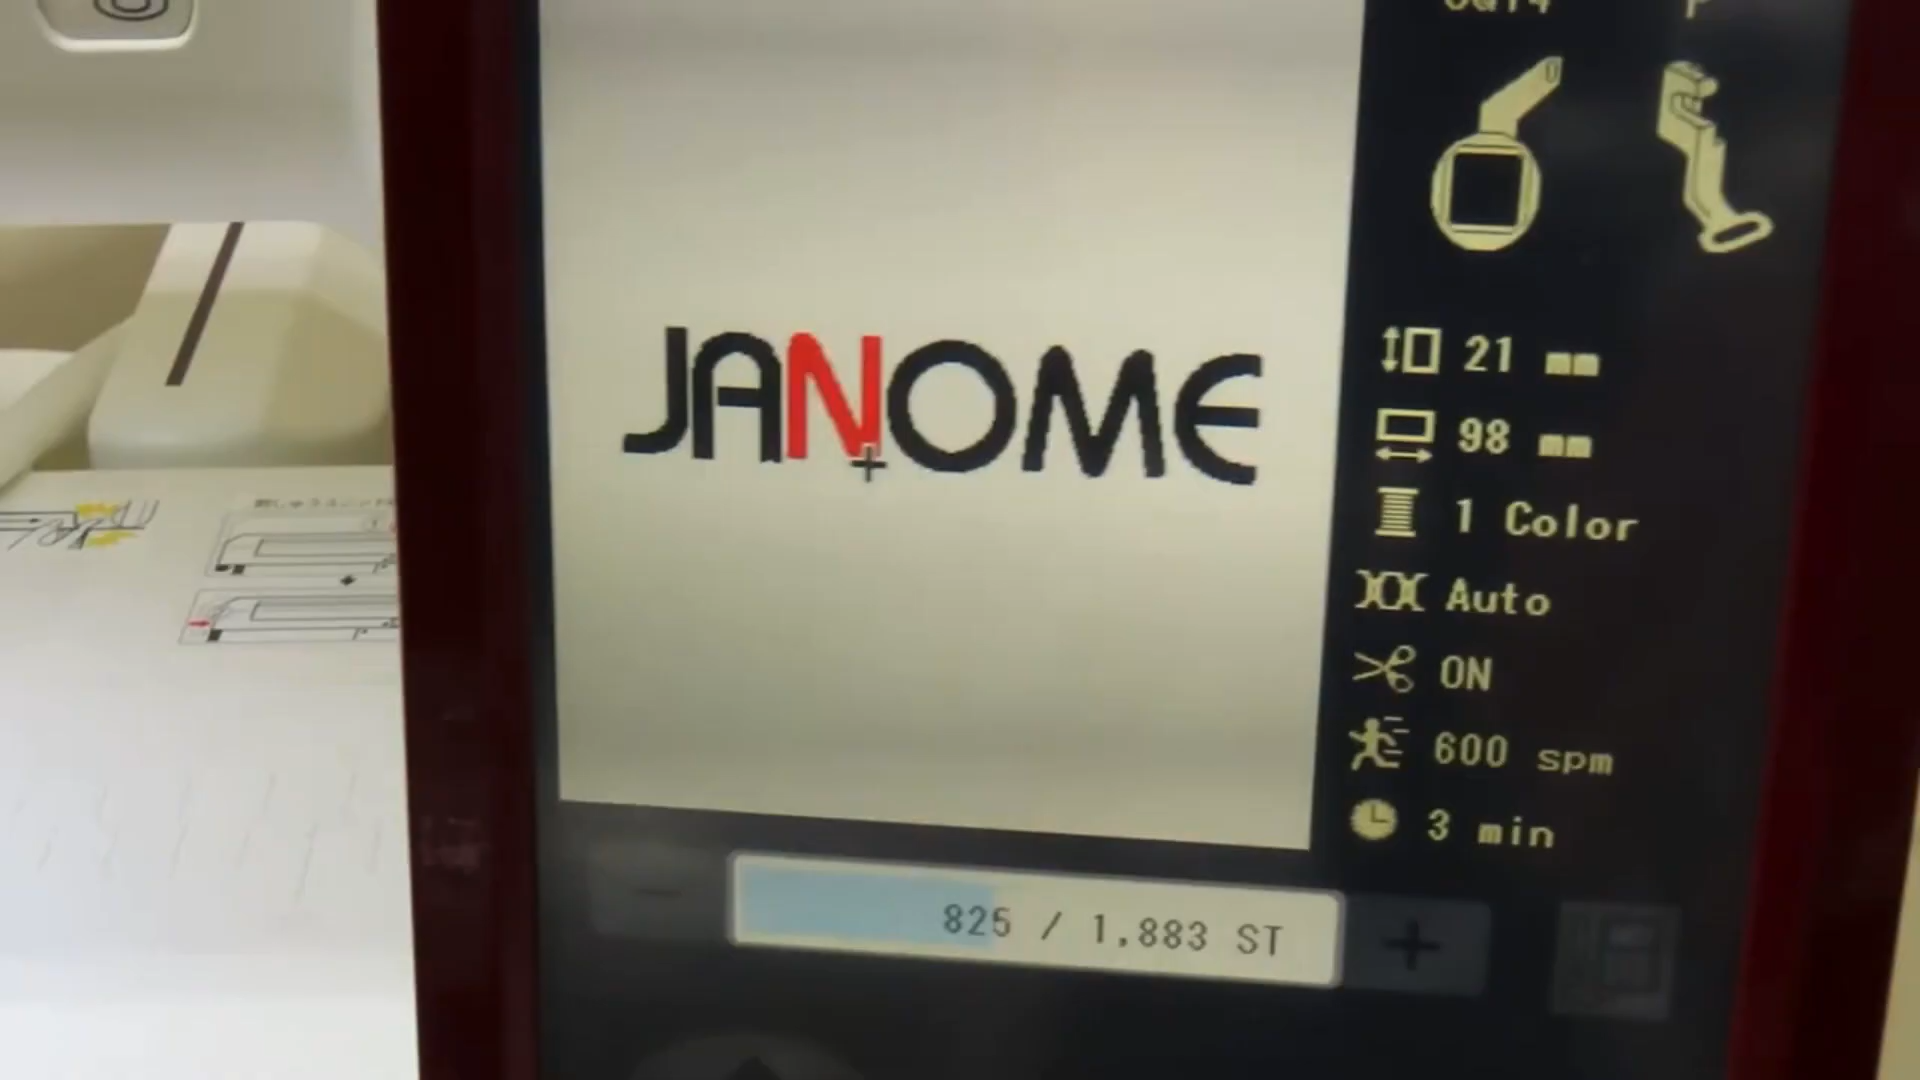 JANOME
21 mm
98 mm
1 Color
Auto
ON
600 spm
3 min
- 825 / 1,883 ST +